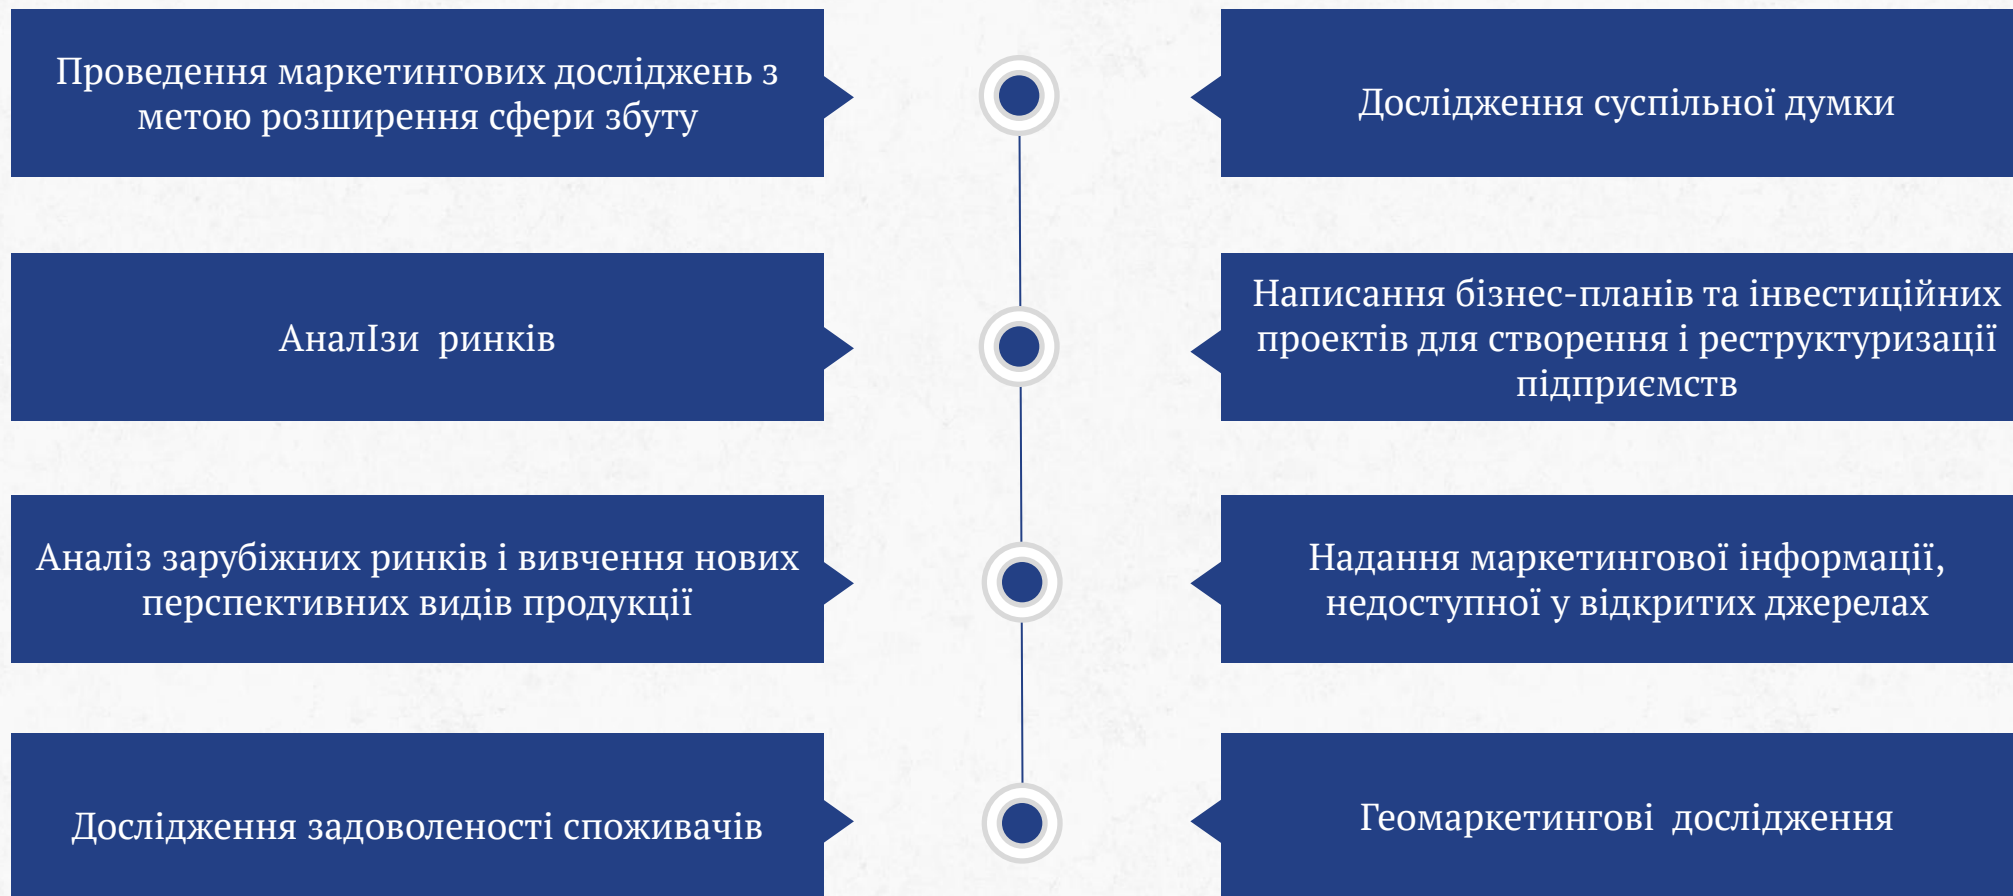 Проведення маркетингових досліджень з
метою розширення сфери збуту
Дослідження суспільної думки
АналІзи  ринків
Написання бізнес-планів та інвестиційних
проектів для створення і реструктуризації
підприємств
Аналіз зарубіжних ринків і вивчення нових
перспективних видів продукції
Надання маркетингової інформації,
недоступної у відкритих джерелах
Дослідження задоволеності споживачів
Геомаркетингові  дослідження